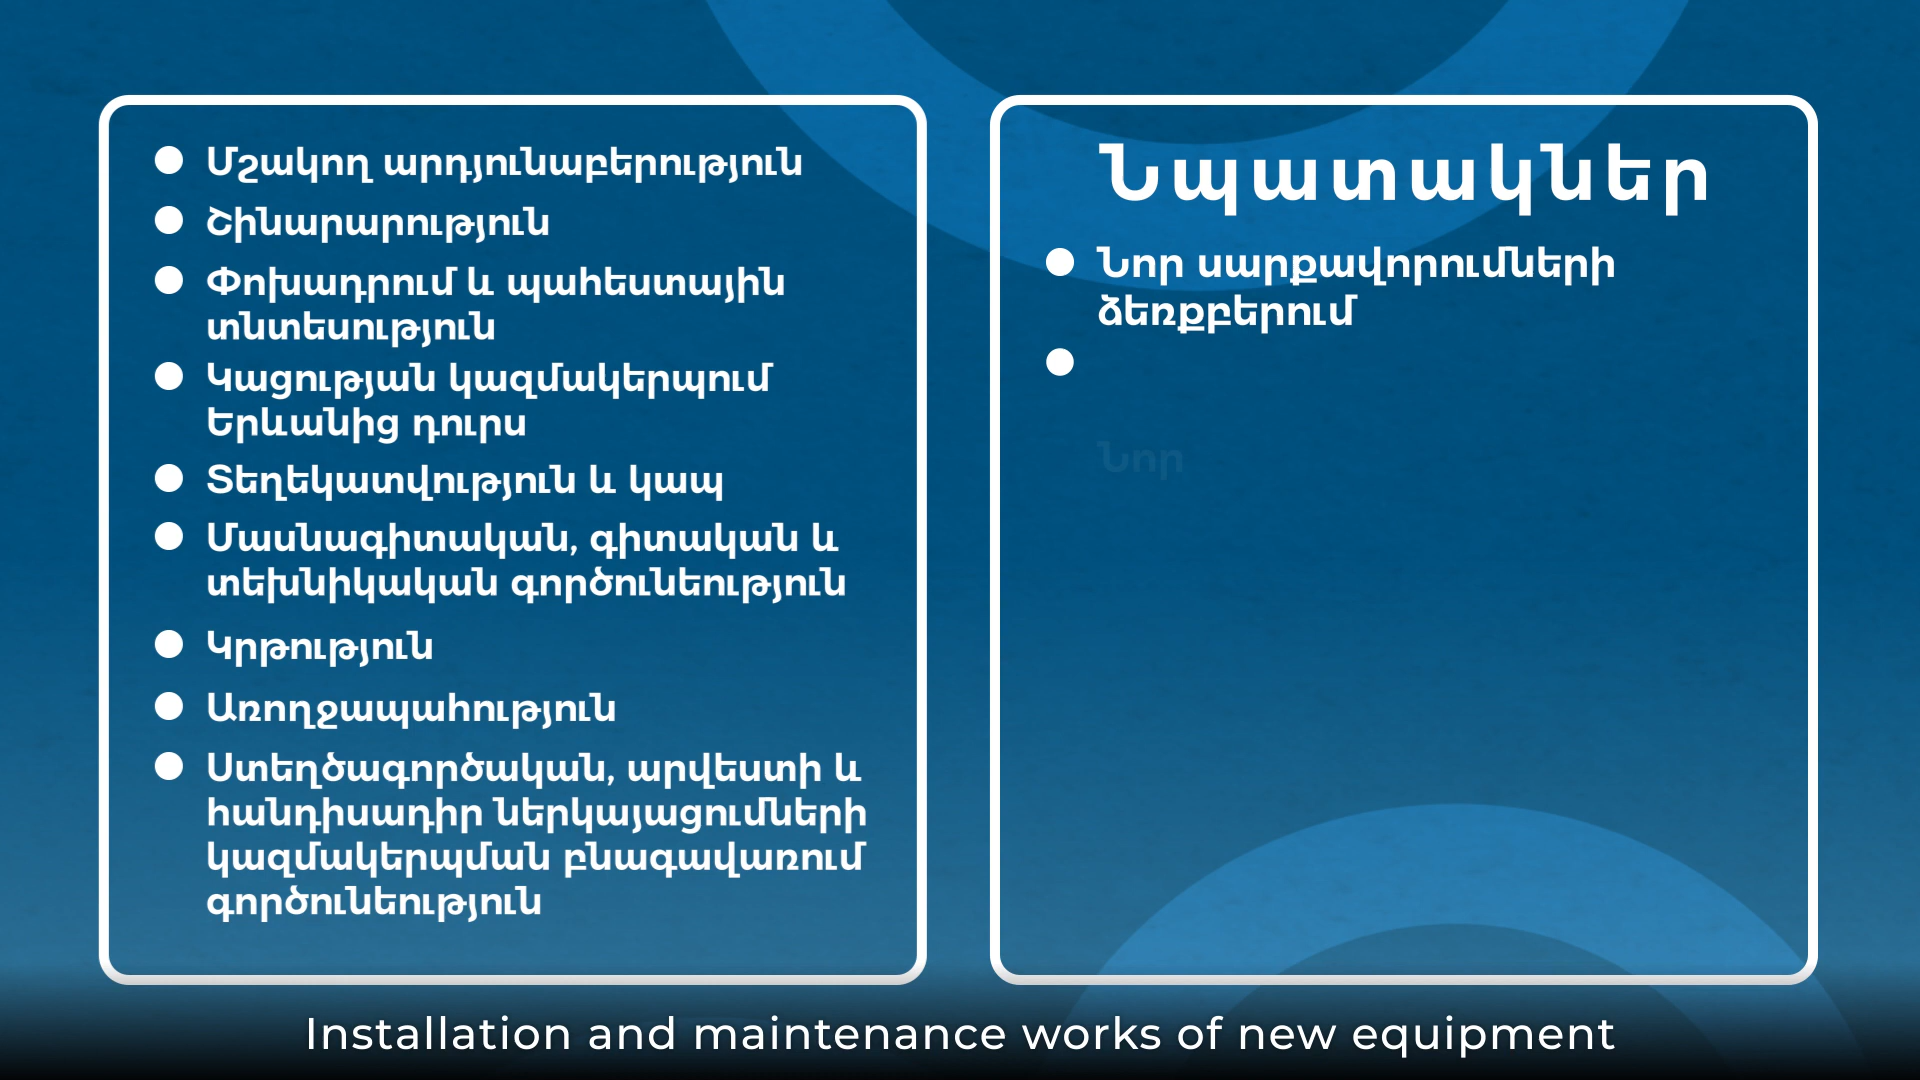 Մշակող արդյունաբերություն
Շինարարություն
Փոխադրում և պահեստային
տնտեսություն
Կացության կազմակերպում
Երևանից դուրս
Տեղեկատվություն և կապ
Մասնագիտական, գիտական և
տեխնիկական գործունեություն
Կրթություն
Առողջապահություն
Ստեղծագործական, արվեստի և
հանդիսադիր ներկայացումների
կազմակերպման բնագավառում
գործունեություն
Նպատակներ
Նոր սարքավորումների
ձեռքբերում
Նոր
Installation and maintenance works of new equipment